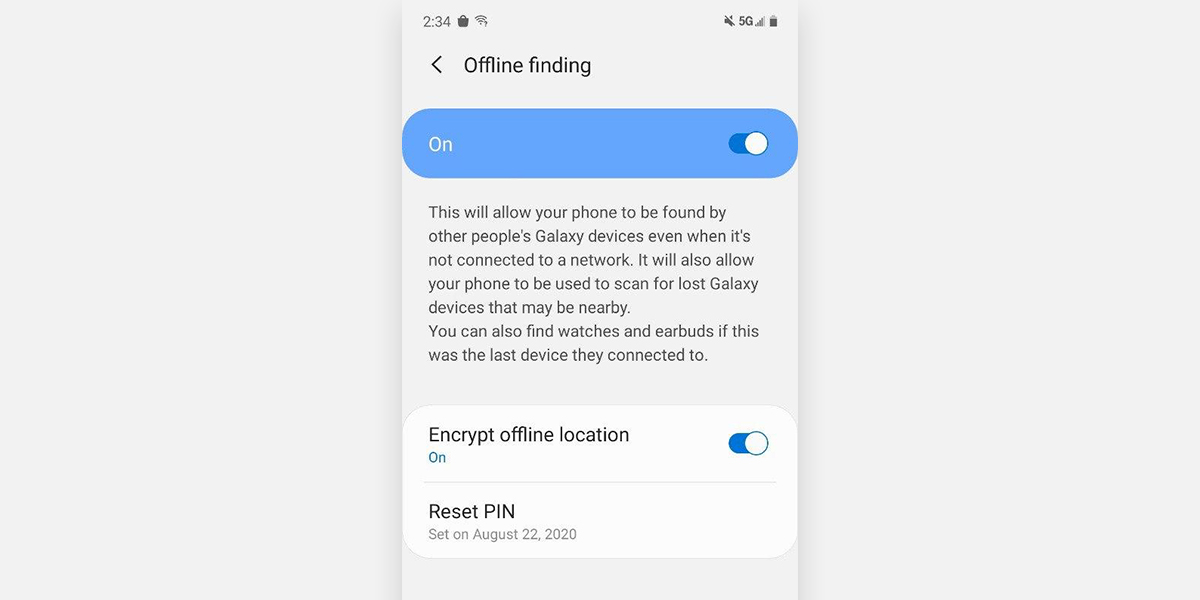 2:34 5G
Offline finding
On
This will allow your phone to be found by
other people's Galaxy devices even when it's
not connected to a network. It will also allow
your phone to be used to scan for lost Galaxy
devices that may be nearby.
You can also find watches and earbuds if this
was the last device they connected to.
Encrypt offline location
On
Reset PIN
Set on August 22, 2020